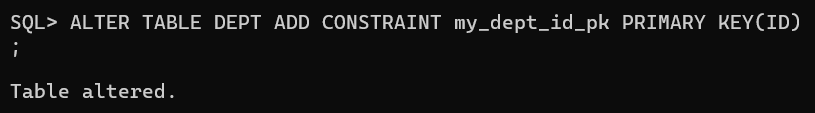 SQL> ALTER TABLE DEPT ADD CONSTRAINT my_dept_id_pk PRIMARY KEY(ID)
;
Table altered.